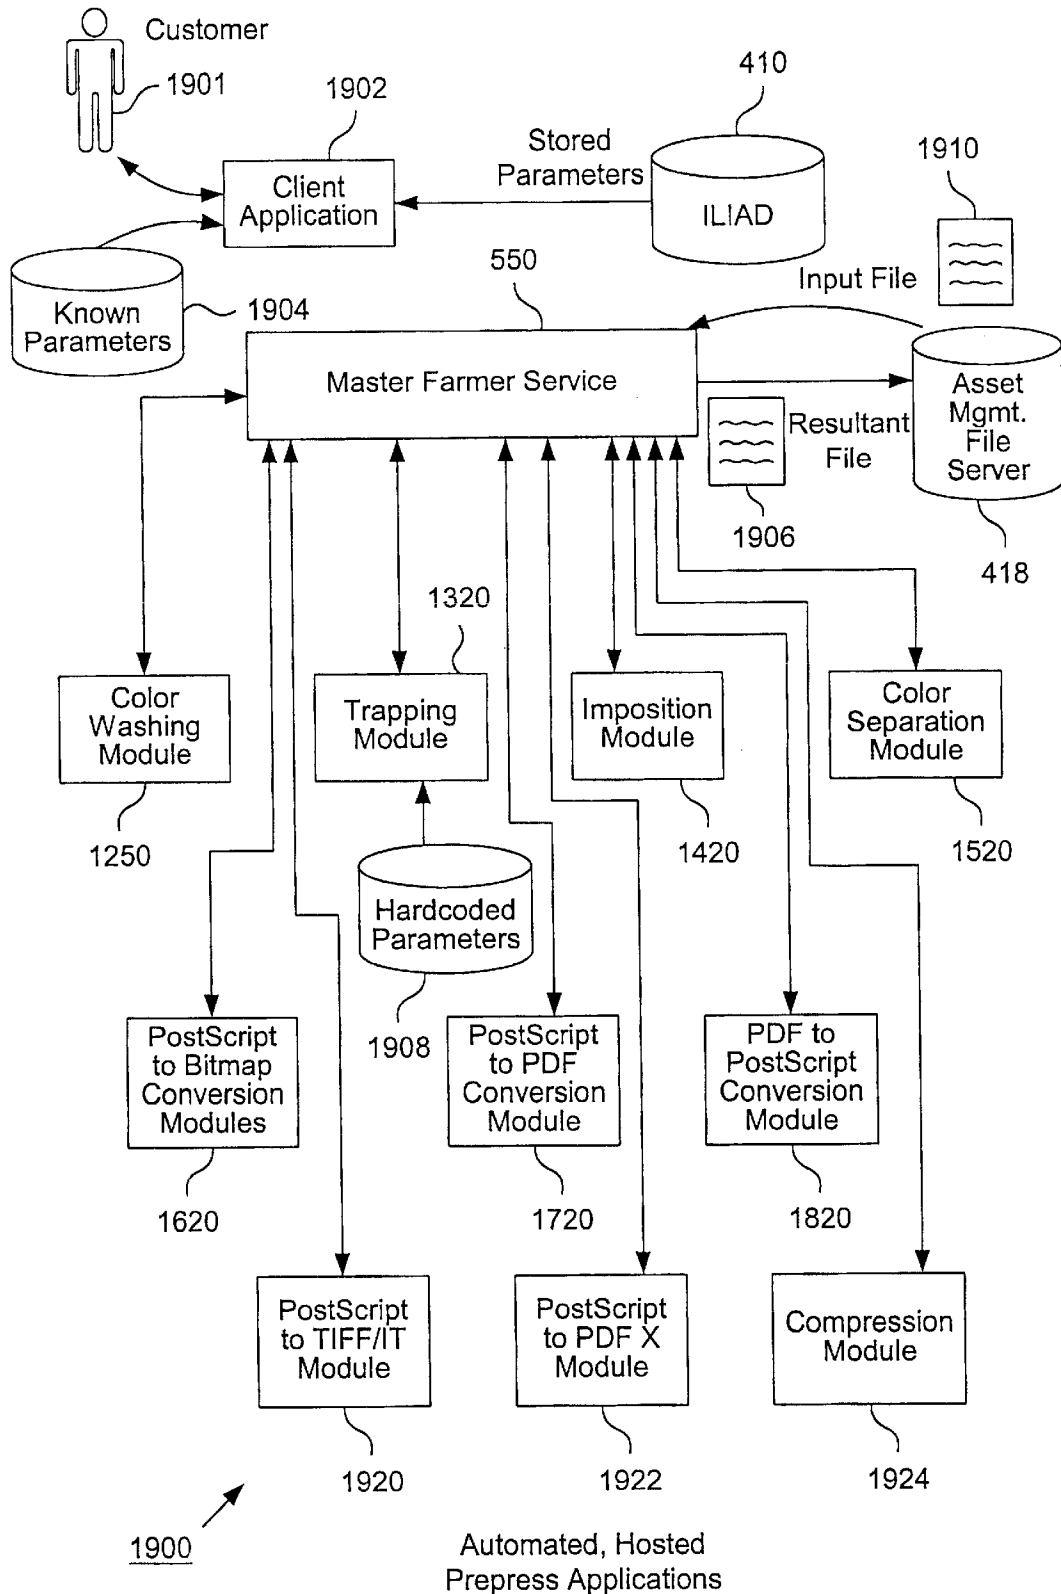 Customer
1901
1902
410
1910
Client
Application
Stored
Parameters
ILIAD
Known
Parameters
1904
550
Input File
Master Farmer Service
Asset
Mgmt.
File
Server
Resultant
File
1906
418
1320
Color
Washing
Module
Trapping
Module
Imposition
Module
Color
Separation
Module
1250
1420
1520
Hardcoded
Parameters
1908
PostScript
to Bitmap
Conversion
Modules
PostScript
to PDF
Conversion
Module
PDF to
PostScript
Conversion
Module
1620
1720
1820
PostScript
to TIFF/IT
Module
PostScript
to PDF X
Module
Compression
Module
1920
1922
1924
1900
Automated, Hosted
Prepress Applications